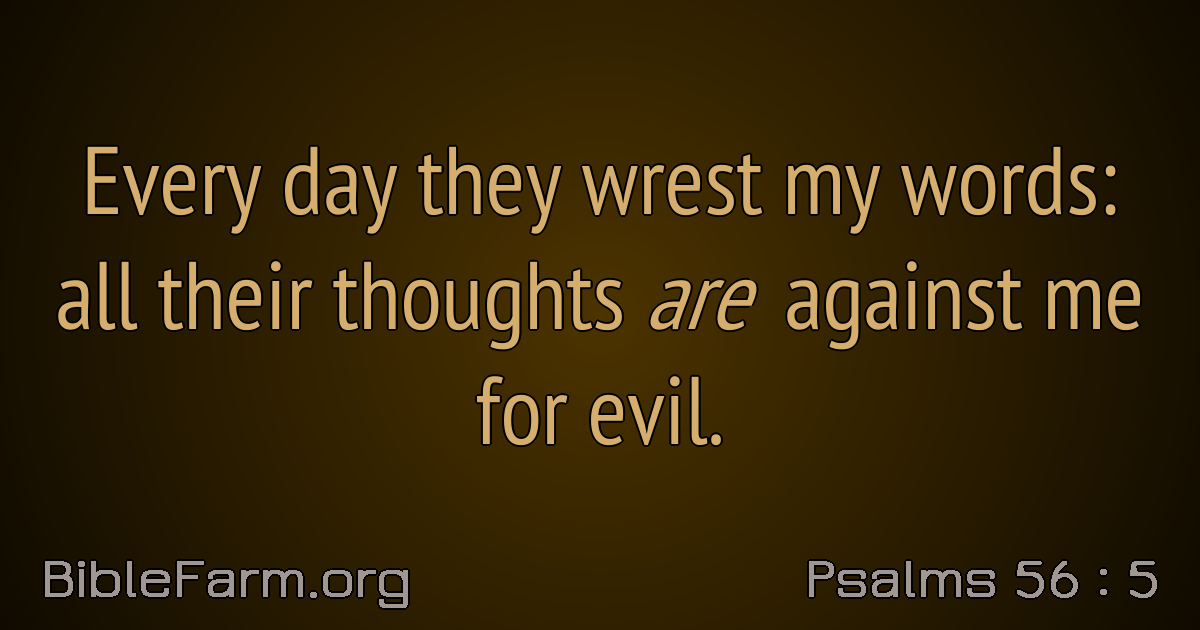 Every day they wrest my words:
all their thoughts are against me
for evil.
BibleFarm.org
Psalms 56 : 5